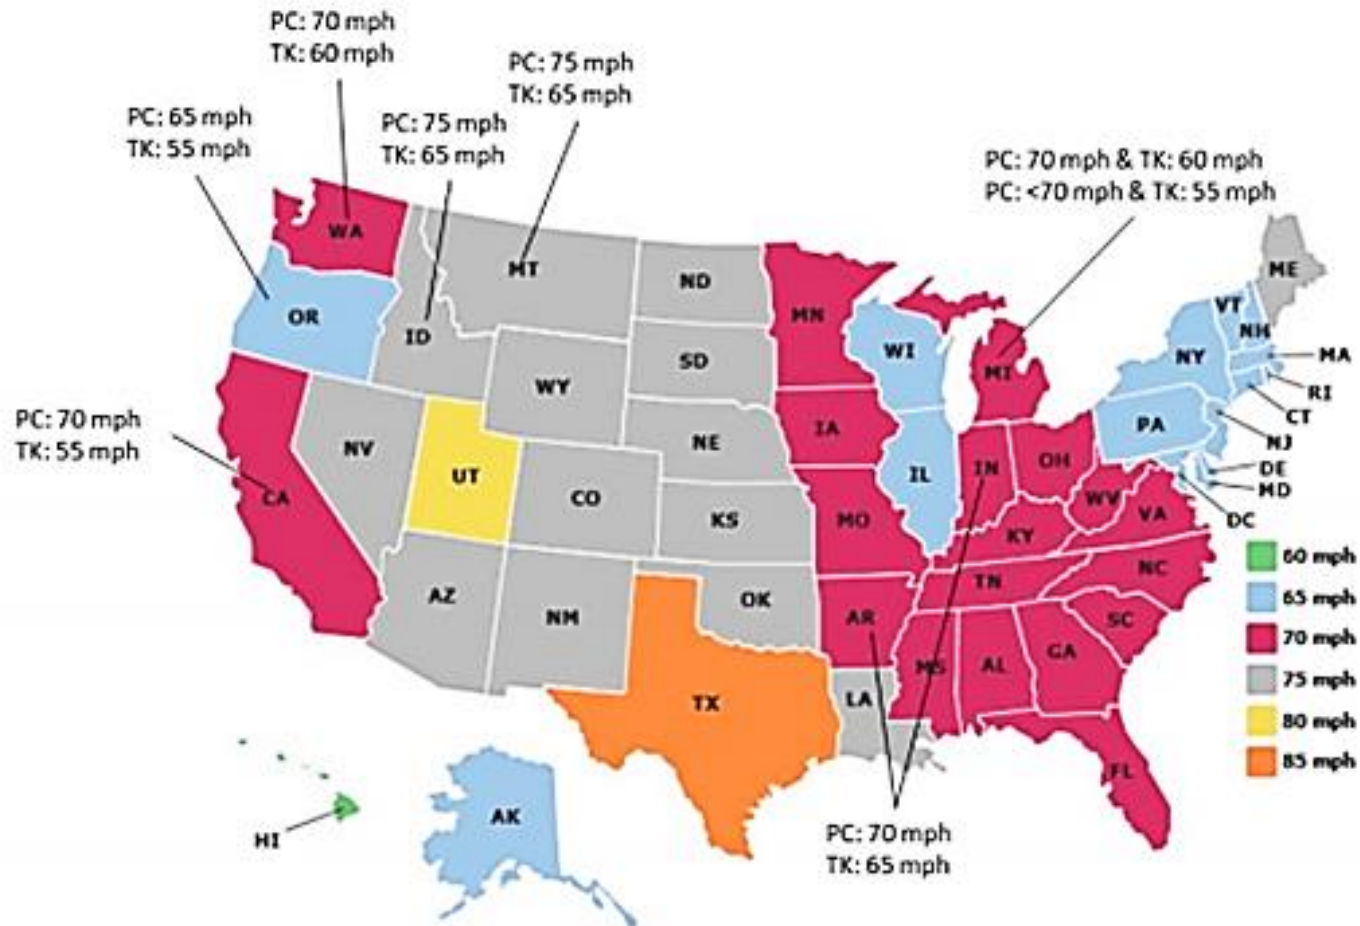 PC: 70 mph
TK: 60 mph
PC: 75 mph
TK: 65 mph
PC: 65 mph
TK: 55 mph
PC: 75 mph
TK: 65 mph
PC: 70 mph & TK: 60 mph
PC: <70 mph & TK: 55 mph
WA
MT
ND
ME
OR
ID
MN
VT
NH
WI
NY
MA
SD
WY
MI
RI
CT
PC: 70 mph
TK: 55 mph
NV
NE
IA
PA
NJ
UT
CO
IL
IN
OH
DE
MD
CA
KS
MO
WV
VA
DC
KY
60 mph
AZ
NM
OK
TN
NC
65 mph
AR
SC
70 mph
MS
AL
GA
75 mph
TX
LA
80 mph
FL
85 mph
HI
AK
PC: 70 mph
TK: 65 mph